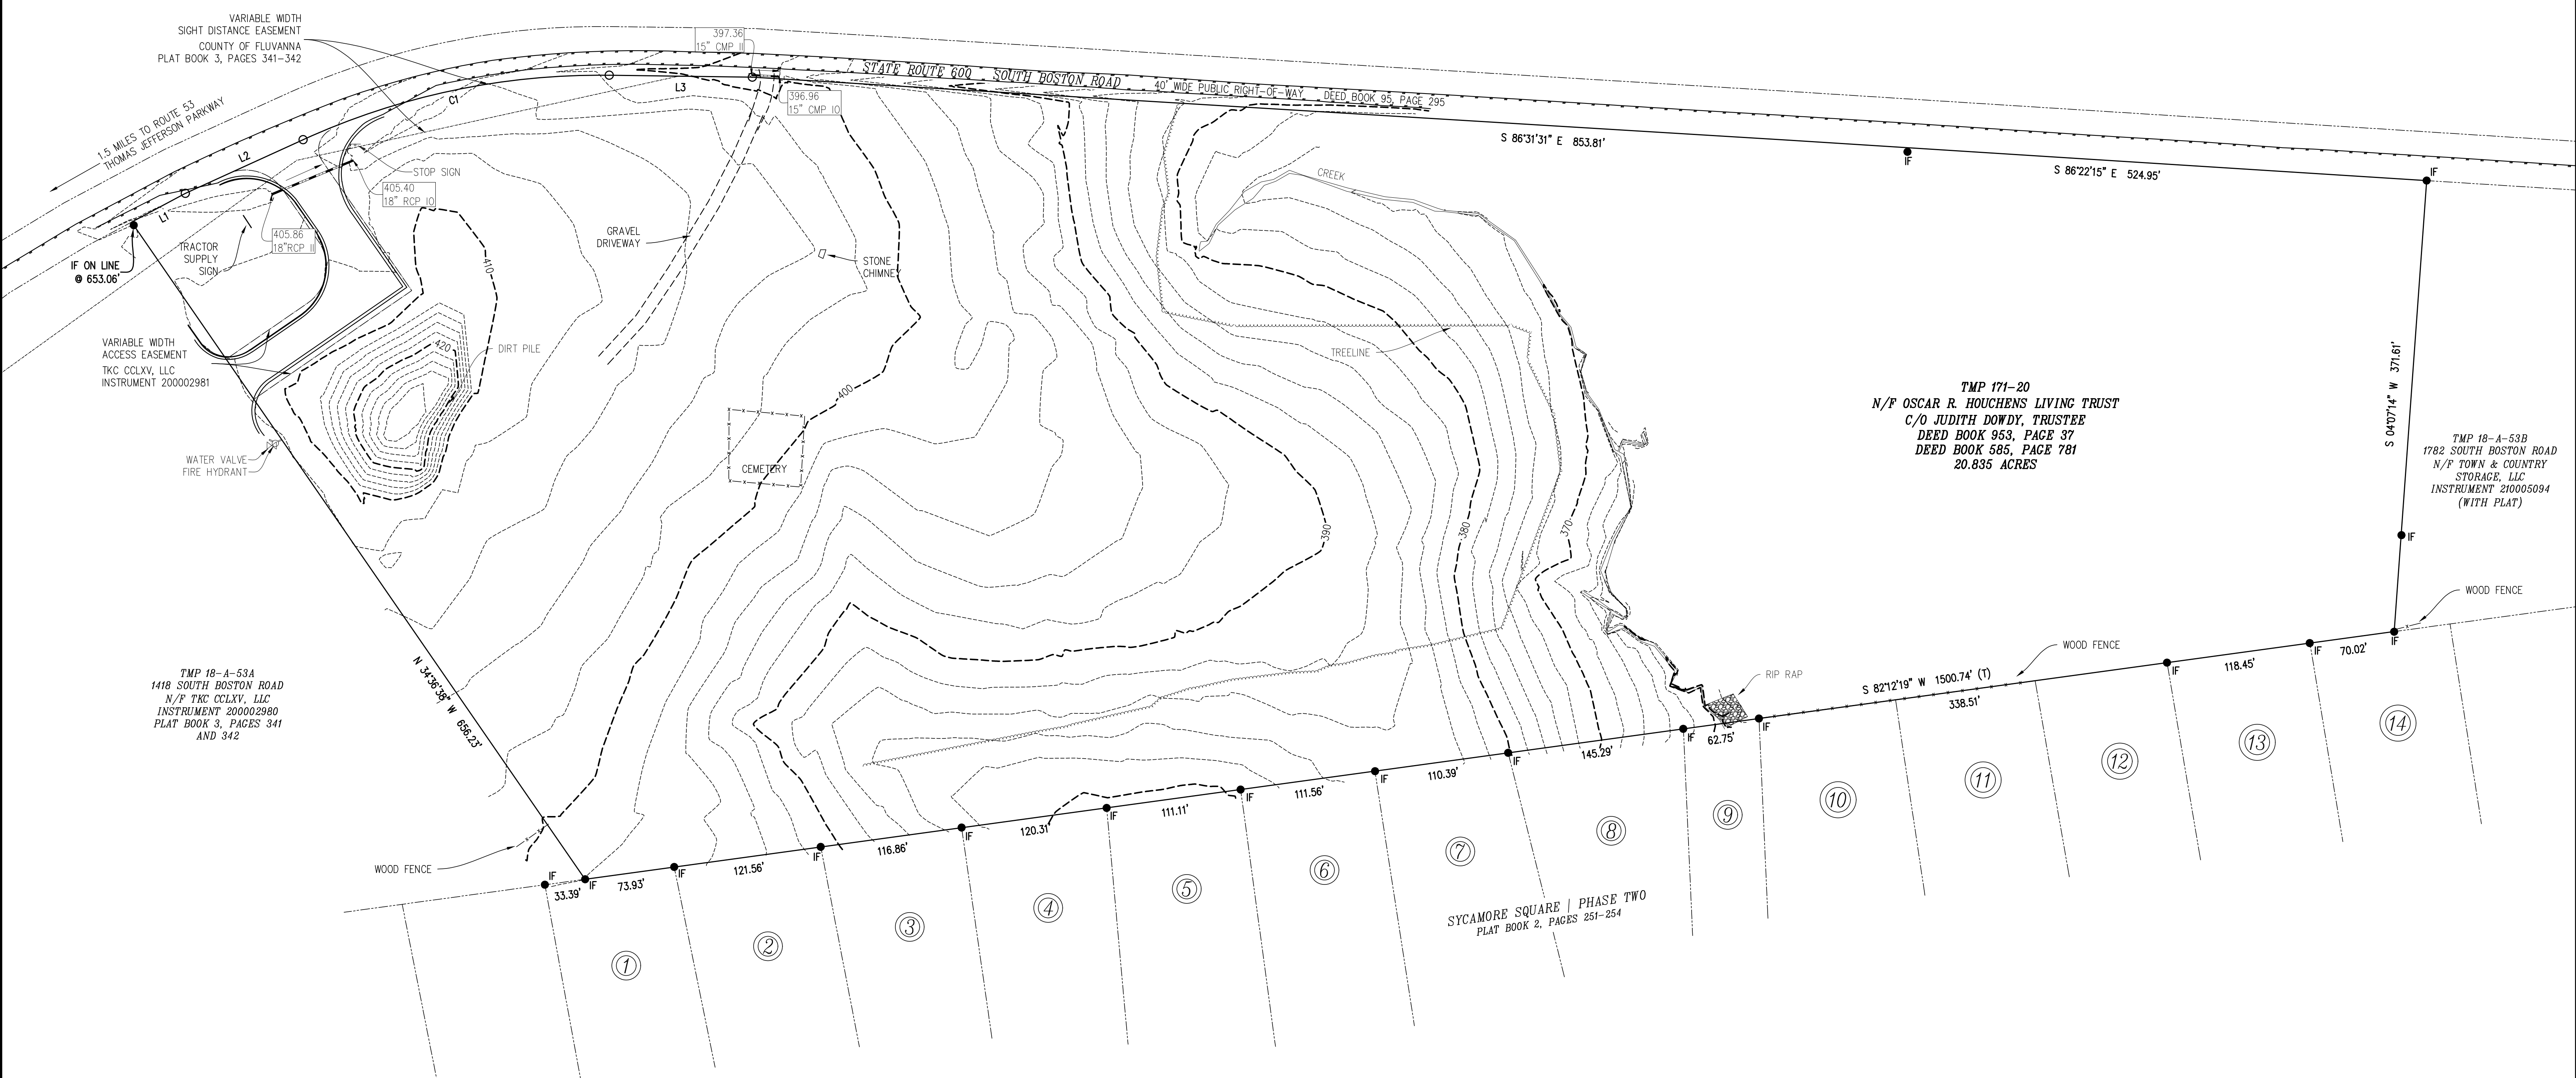 VARIABLE WIDTH
SIGHT DISTANCE EASEMENT
COUNTY OF FLUVANNA
PLAT BOOK 3, PAGES 341-342
397.36
15" CMP II
396.96
15" CMP IO
STATE ROUTE 600 SOUTH BOSTON ROAD
40' WIDE PUBLIC RIGHT-OF-WAY DEED BOOK 95, PAGE 295
1.5 MILES TO ROUTE 53
THOMAS JEFFERSON PARKWAY
L1
L2
C1
L3
S 86°31'31" E 853.81'
IF
S 86°22'15" E 524.95'
IF
STOP SIGN
405.40
18" RCP IO
405.86
18"RCP II
TRACTOR
SUPPLY
SIGN
IF ON LINE
@ 653.06'
GRAVEL
DRIVEWAY
STONE
CHIMNEY
CREEK
TREELINE
410
420
DIRT PILE
VARIABLE WIDTH
ACCESS EASEMENT
TKC CCLXV, LLC
INSTRUMENT 200002981
WATER VALVE
FIRE HYDRANT
400
CEMETERY
390
380
370
TMP 171-20
N/F OSCAR R. HOUCHENS LIVING TRUST
C/O JUDITH DOWDY, TRUSTEE
DEED BOOK 953, PAGE 37
DEED BOOK 585, PAGE 781
20.835 ACRES
S 04°07'14" W 371.61'
TMP 18-A-53B
1782 SOUTH BOSTON ROAD
N/F TOWN & COUNTRY
STORAGE, LLC
INSTRUMENT 210005094
(WITH PLAT)
IF
WOOD FENCE
IF
TMP 18-A-53A
1418 SOUTH BOSTON ROAD
N/F TKC CCLXV, LLC
INSTRUMENT 200002980
PLAT BOOK 3, PAGES 341
AND 342
N 34°36'38" W 656.23'
RIP RAP
WOOD FENCE
S 82°12'19" W 1500.74' (T)
338.51'
IF
118.45'
IF
70.02'
WOOD FENCE
IF
33.39'
IF
73.93'
IF
121.56'
IF
116.86'
IF
120.31'
IF
111.11'
IF
111.56'
IF
110.39'
IF
145.29'
IF
62.75'
IF
1
2
3
4
5
6
7
8
9
10
11
12
13
14
SYCAMORE SQUARE | PHASE TWO
PLAT BOOK 2, PAGES 251-254